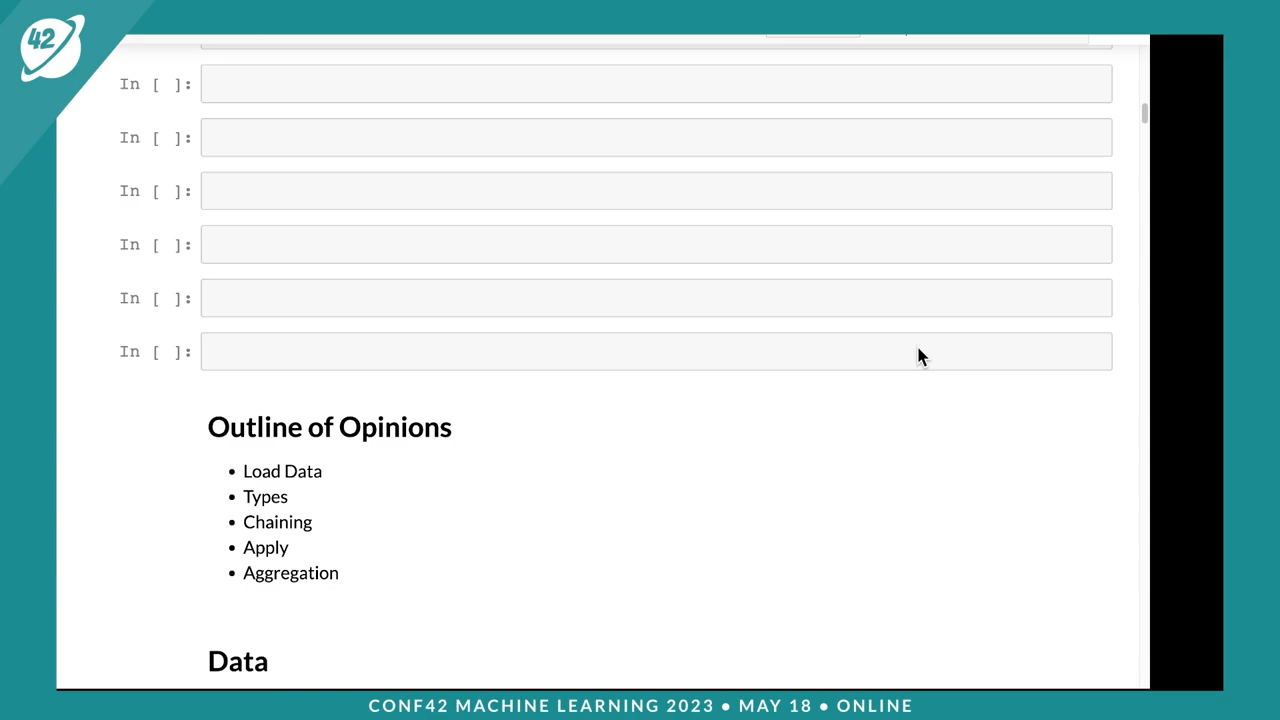 42
In [ ]:
In [ ]:
In [ ]:
In [ ]:
In [ ]:
In [ ]:
Outline of Opinions
• Load Data
• Types
• Chaining
• Apply
• Aggregation
Data
CONF42 MACHINE LEARNING 2023 • MAY 18 • ONLINE